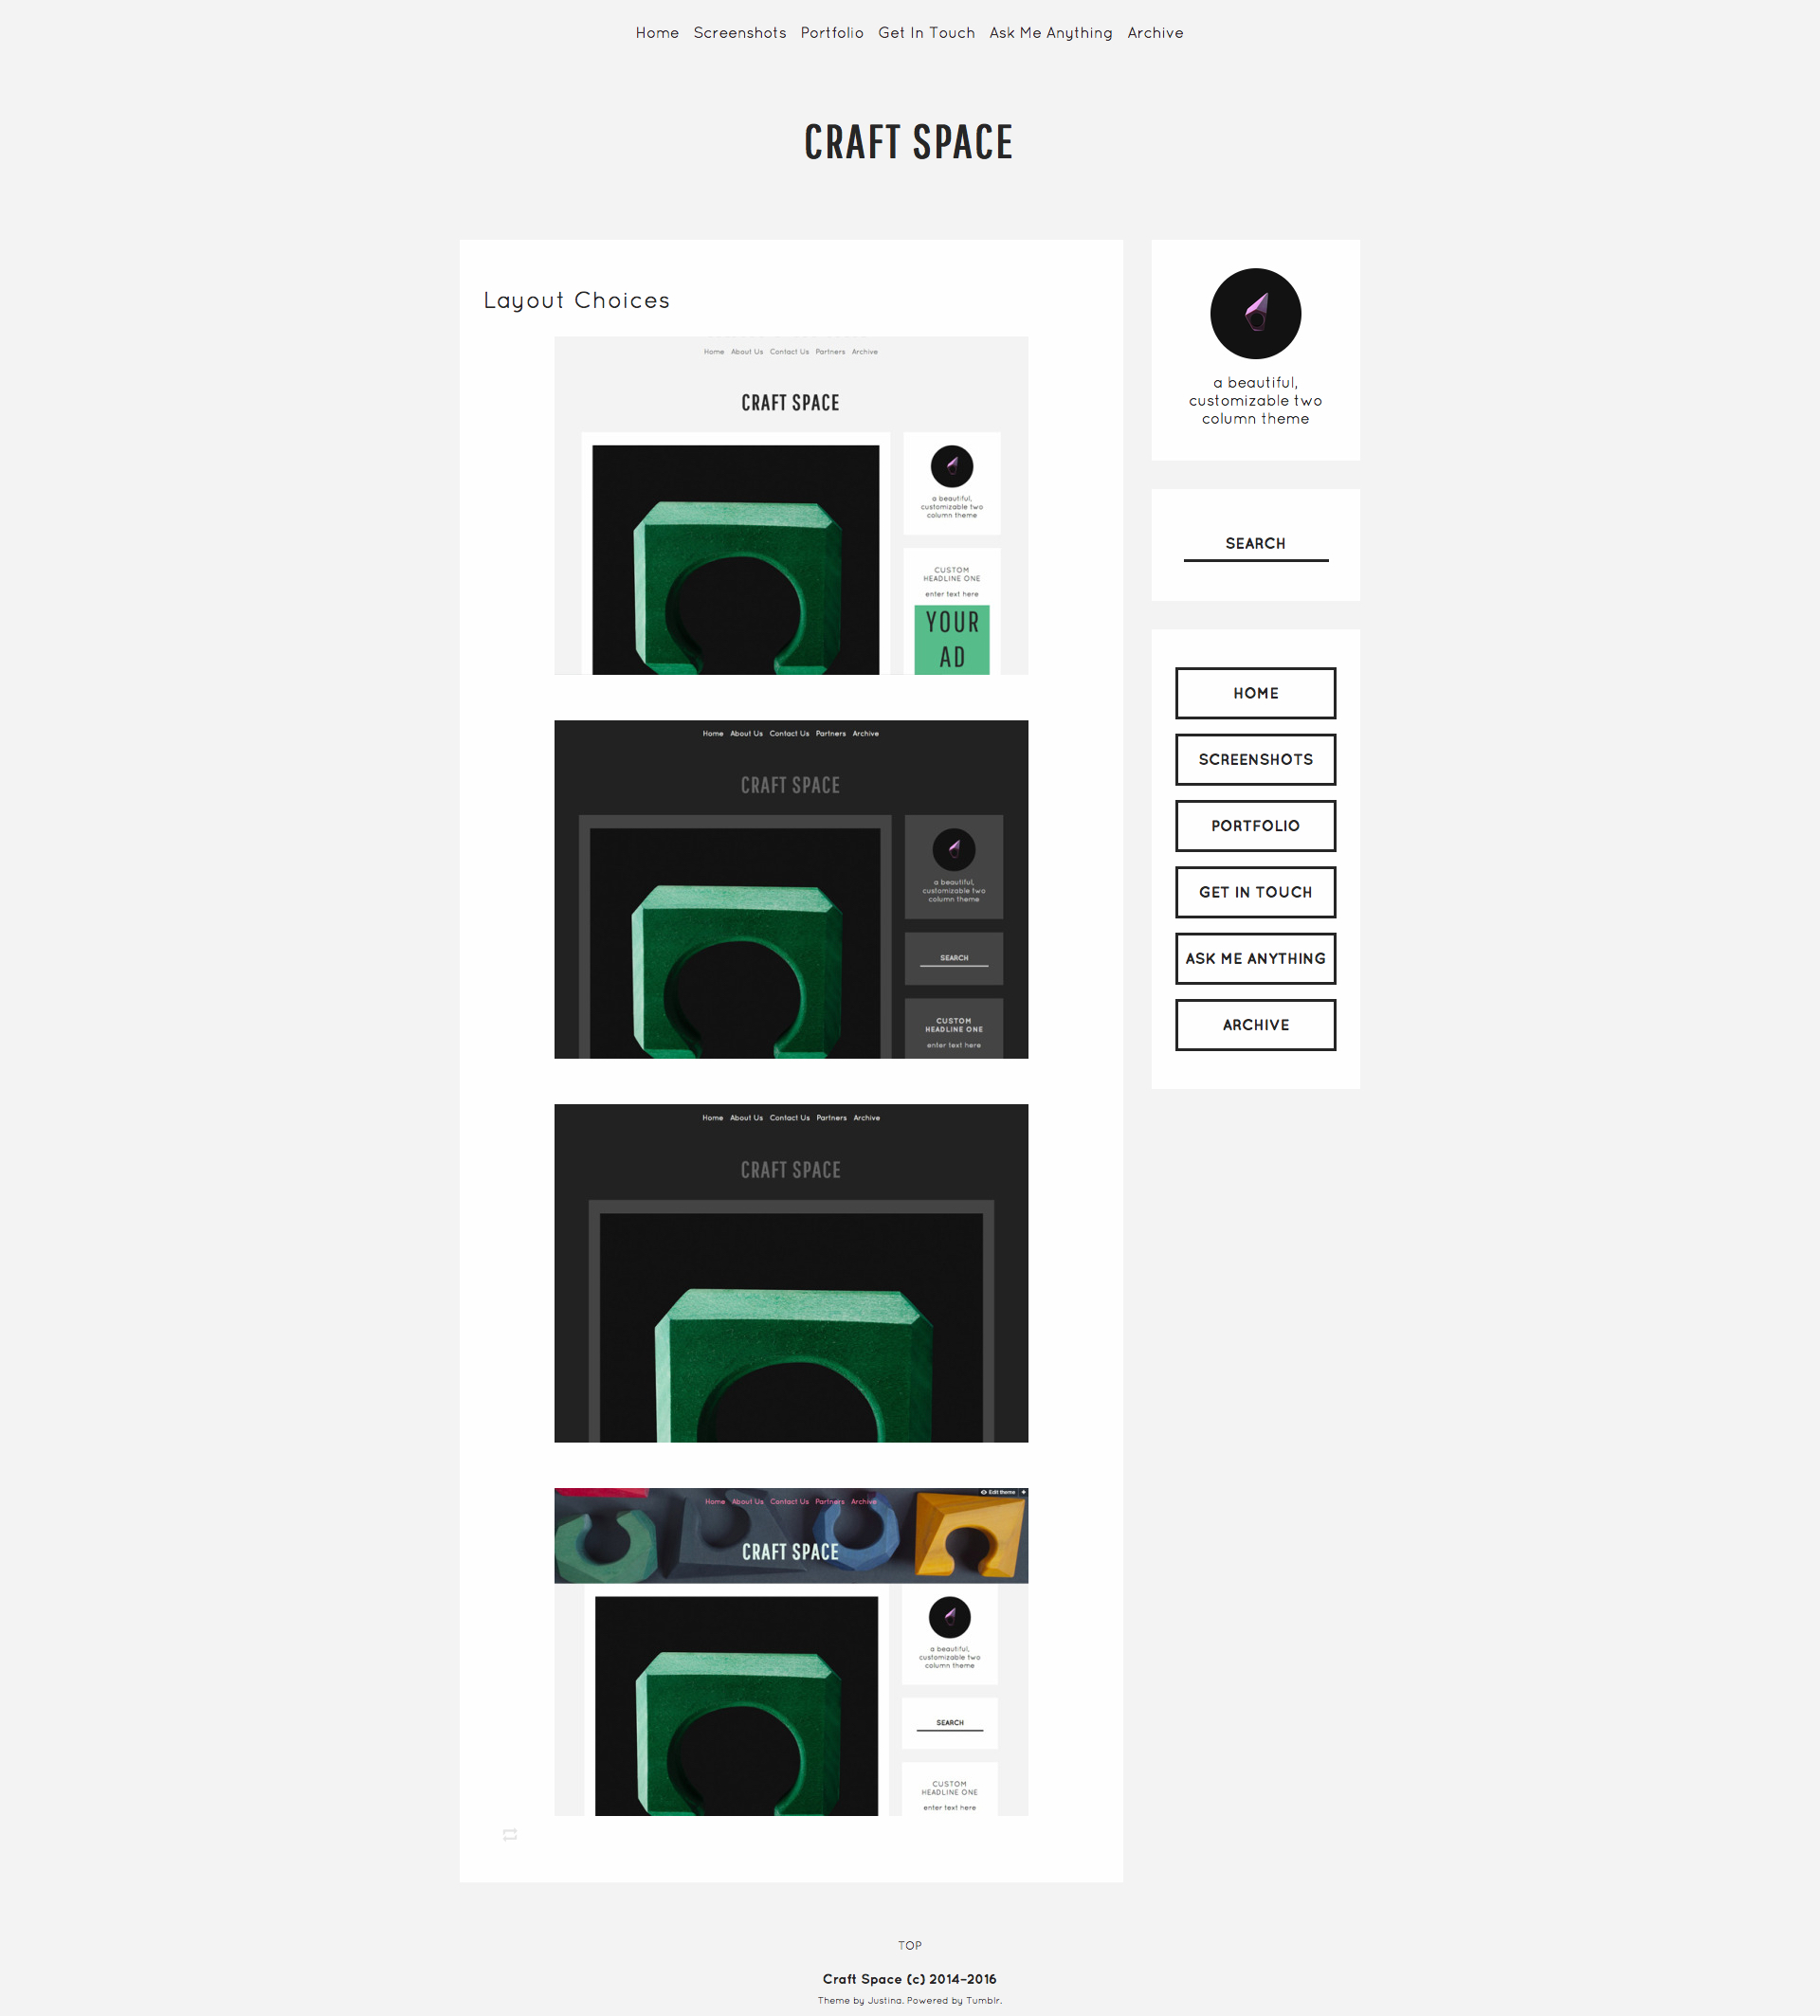 Home Screenshots Portfolio Get In Touch Ask Me Anything Archive
CRAFT SPACE
Layout Choices
Home About Us Contact Us Partners Archive
CRAFT SPACE
a beautiful,
customizable two
column theme
CUSTOM
HEADLINE ONE
enter text here
YOUR
AD
Home About Us Contact Us Partners Archive
CRAFT SPACE
a beautiful,
customizable two
column theme
SEARCH
CUSTOM
HEADLINE ONE
enter text here
Home About Us Contact Us Partners Archive
CRAFT SPACE
Edit theme
Home About Us Contact Us Partners Archive
CRAFT SPACE
a beautiful,
customizable two
column theme
SEARCH
CUSTOM
HEADLINE ONE
enter text here
a beautiful,
customizable two
column theme
SEARCH
HOME
SCREENSHOTS
PORTFOLIO
GET IN TOUCH
ASK ME ANYTHING
ARCHIVE
TOP
Craft Space (c) 2014-2016
Theme by Justina. Powered by Tumblr.